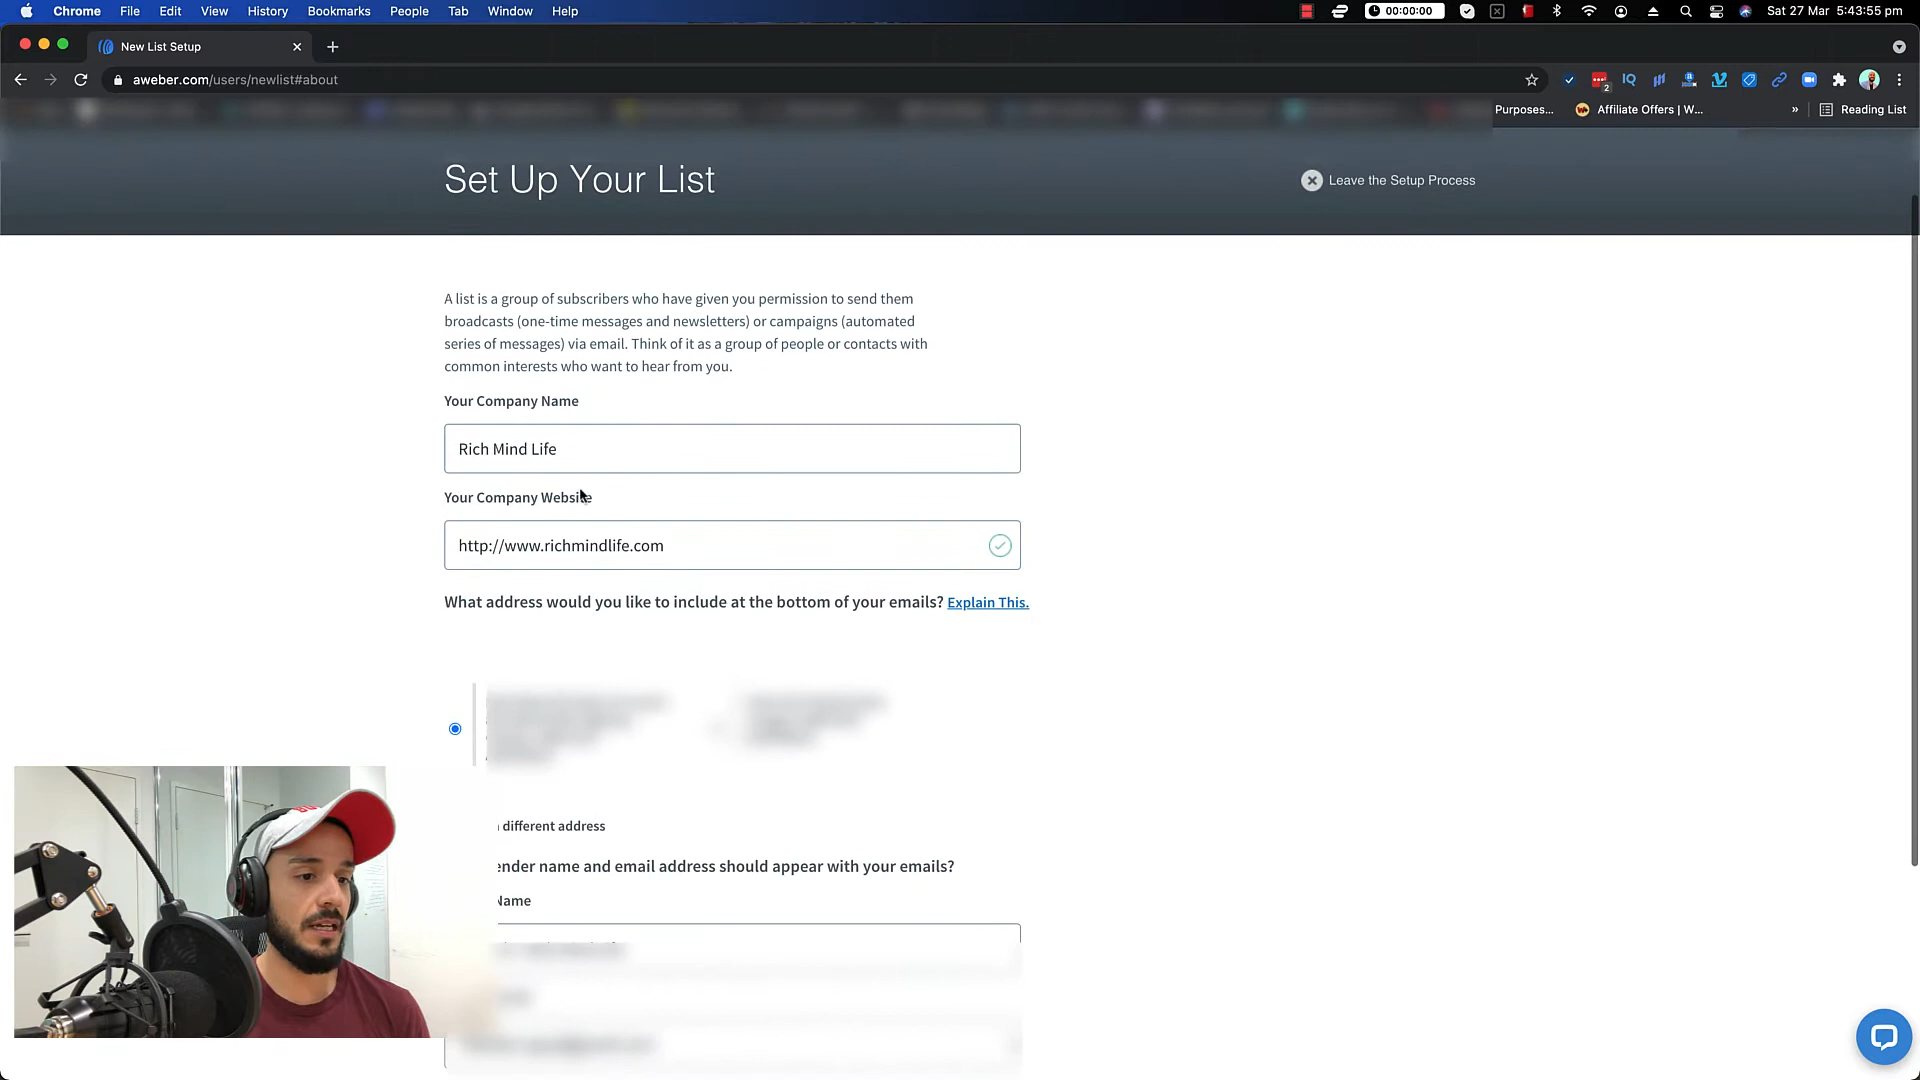 Chrome File Edit View History Bookmarks People Tab Window Help 00:00:00 Sat 27 Mar 5:43:55 pm
New List Setup
aweber.com/users/newlist#about
2
Purposes... Affiliate Offers | W... » Reading List
Set Up Your List
Leave the Setup Process
A list is a group of subscribers who have given you permission to send them
broadcasts (one-time messages and newsletters) or campaigns (automated
series of messages) via email. Think of it as a group of people or contacts with
common interests who want to hear from you.
Your Company Name
Rich Mind Life
Your Company Website
http://www.richmindlife.com
What address would you like to include at the bottom of your emails? Explain This.
different address
ender name and email address should appear with your emails?
Name